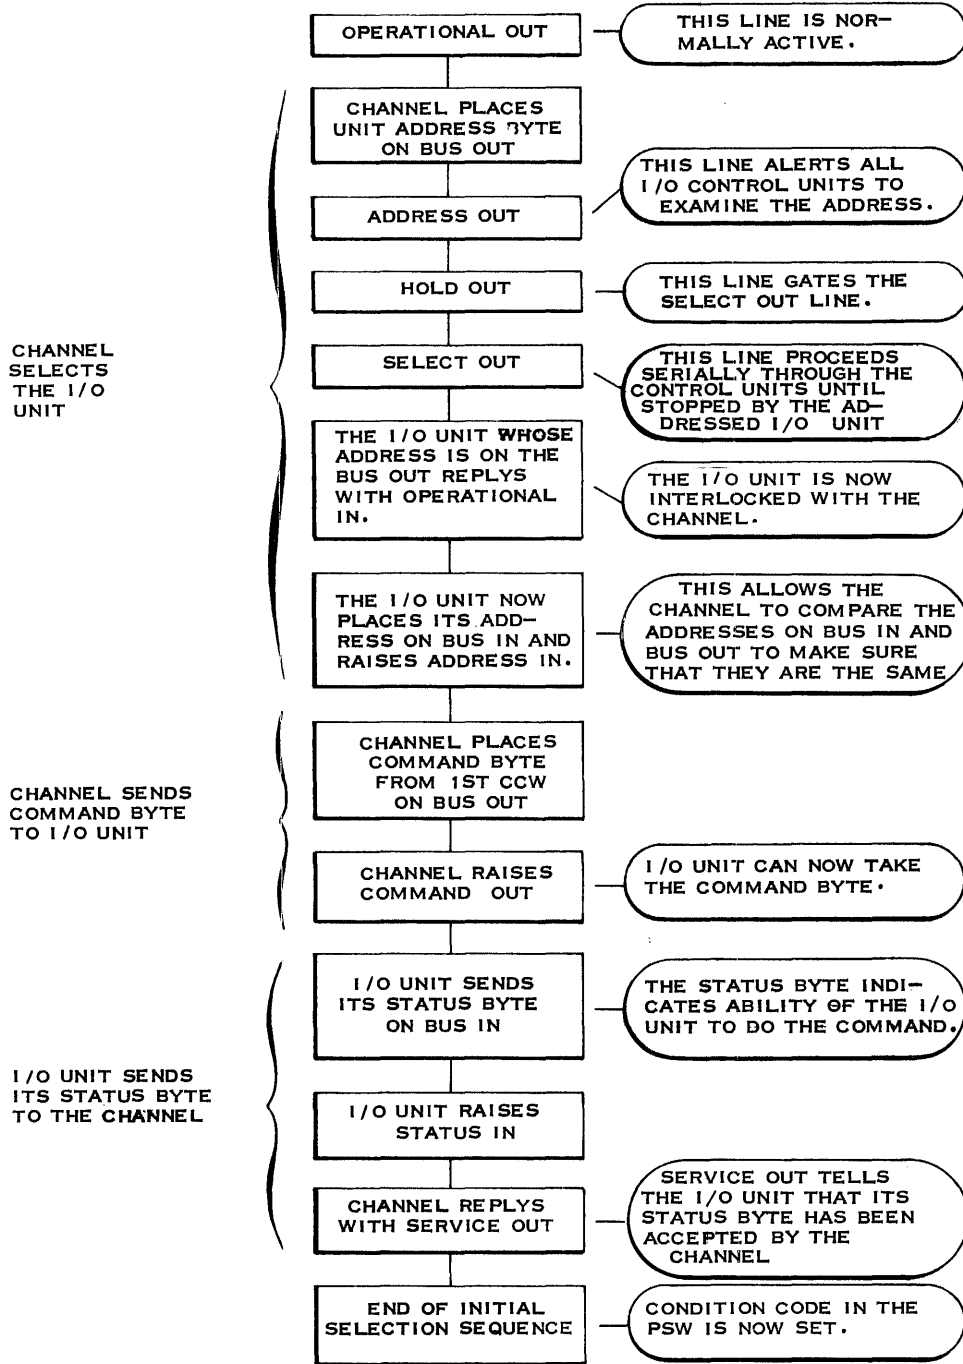 OPERATIONAL OUT
THIS LINE IS NOR-
MALLY ACTIVE.
CHANNEL PLACES
UNIT ADDRESS BYTE
ON BUS OUT
ADDRESS OUT
THIS LINE ALERTS ALL
I/O CONTROL UNITS TO
EXAMINE THE ADDRESS.
HOLD OUT
THIS LINE GATES THE
SELECT OUT LINE.
CHANNEL
SELECTS
THE I/O
UNIT
SELECT OUT
THIS LINE PROCEEDS
SERIALLY THROUGH THE
CONTROL UNITS UNTIL
STOPPED BY THE AD-
DRESSED I/O UNIT
THE I/O UNIT WHOSE
ADDRESS IS ON THE
BUS OUT REPLYS
WITH OPERATIONAL
IN.
THE I/O UNIT IS NOW
INTERLOCKED WITH THE
CHANNEL.
THE I/O UNIT NOW
PLACES ITS AD-
RESS ON BUS IN AND
RAISES ADDRESS IN.
THIS ALLOWS THE
CHANNEL TO COMPARE THE
ADDRESSES ON BUS IN AND
BUS OUT TO MAKE SURE
THAT THEY ARE THE SAME
CHANNEL SENDS
COMMAND BYTE
TO I/O UNIT
CHANNEL PLACES
COMMAND BYTE
FROM 1ST CCW
ON BUS OUT
CHANNEL RAISES
COMMAND OUT
I/O UNIT CAN NOW TAKE
THE COMMAND BYTE.
I/O UNIT SENDS
ITS STATUS BYTE
TO THE CHANNEL
I/O UNIT SENDS
ITS STATUS BYTE
ON BUS IN
THE STATUS BYTE INDI-
CATES ABILITY OF THE I/O
UNIT TO DO THE COMMAND.
I/O UNIT RAISES
STATUS IN
CHANNEL REPLYS
WITH SERVICE OUT
SERVICE OUT TELLS
THE I/O UNIT THAT ITS
STATUS BYTE HAS BEEN
ACCEPTED BY THE
CHANNEL
END OF INITIAL
SELECTION SEQUENCE
CONDITION CODE IN THE
PSW IS NOW SET.